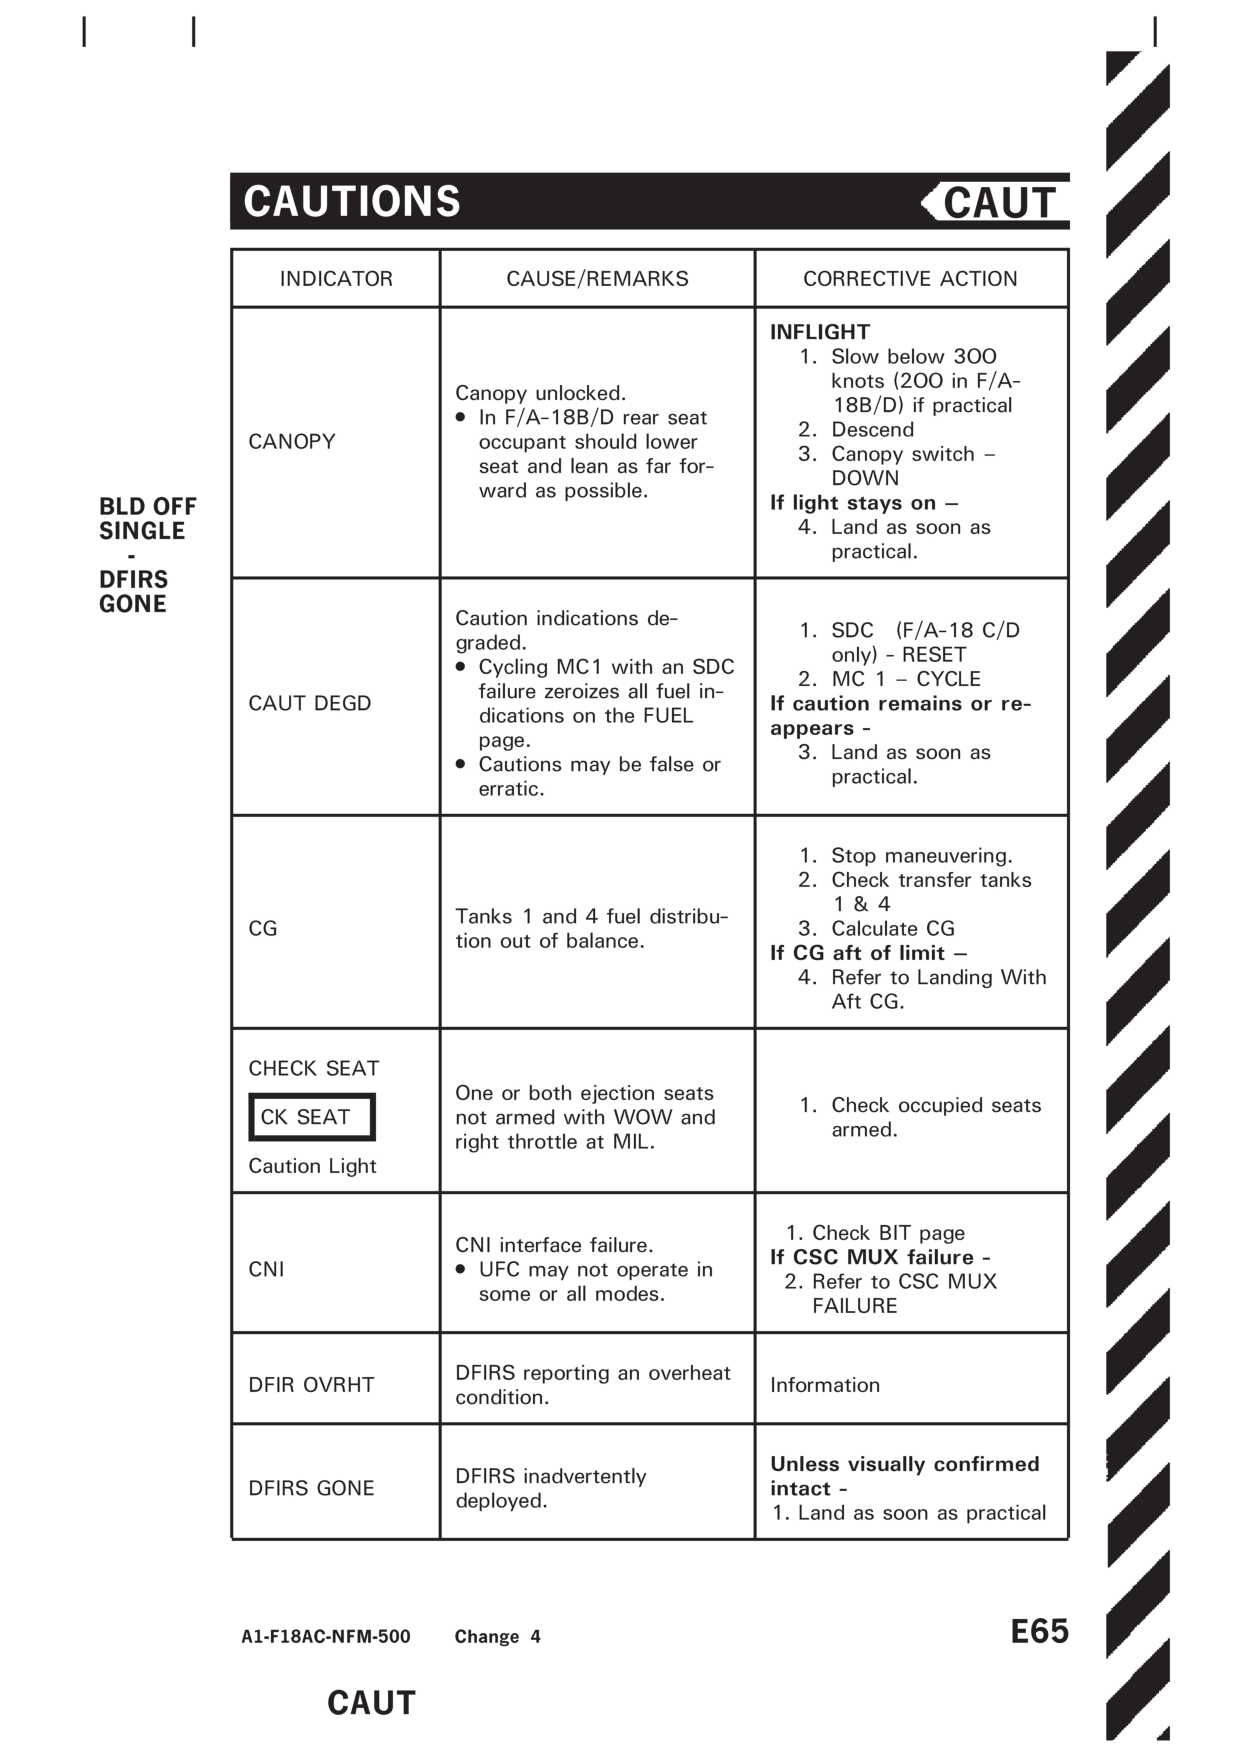 CAUTIONS
CAUT
INDICATOR
CAUSE/REMARKS
CORRECTIVE ACTION
CANOPY
Canopy unlocked.
● In F/A-18B/D rear seat
occupant should lower
seat and lean as far for-
ward as possible.
INFLIGHT
1. Slow below 300
knots (200 in F/A-
18B/D) if practical
2. Descend
3. Canopy switch –
DOWN
If light stays on –
4. Land as soon as
practical.
BLD OFF
SINGLE
-
DFIRS
GONE
CAUT DEGD
Caution indications de-
graded.
● Cycling MC1 with an SDC
failure zeroizes all fuel in-
dications on the FUEL
page.
● Cautions may be false or
erratic.
1. SDC (F/A-18 C/D
only) - RESET
2. MC 1 – CYCLE
If caution remains or re-
appears -
3. Land as soon as
practical.
CG
Tanks 1 and 4 fuel distribu-
tion out of balance.
1. Stop maneuvering.
2. Check transfer tanks
1 & 4
3. Calculate CG
If CG aft of limit –
4. Refer to Landing With
Aft CG.
CHECK SEAT
CK SEAT
Caution Light
One or both ejection seats
not armed with WOW and
right throttle at MIL.
1. Check occupied seats
armed.
CNI
CNI interface failure.
● UFC may not operate in
some or all modes.
1. Check BIT page
If CSC MUX failure -
2. Refer to CSC MUX
FAILURE
DFIR OVRHT
DFIRS reporting an overheat
condition.
Information
DFIRS GONE
DFIRS inadvertently
deployed.
Unless visually confirmed
intact -
1. Land as soon as practical
A1-F18AC-NFM-500 Change 4
E65
CAUT